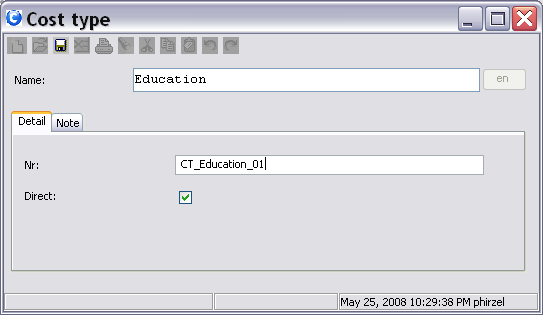 Cost type
Name:
Education
en
Detail
Note
Nr:
CT_Education_01
Direct:
May 25, 2008 10:29:38 PM phirzel